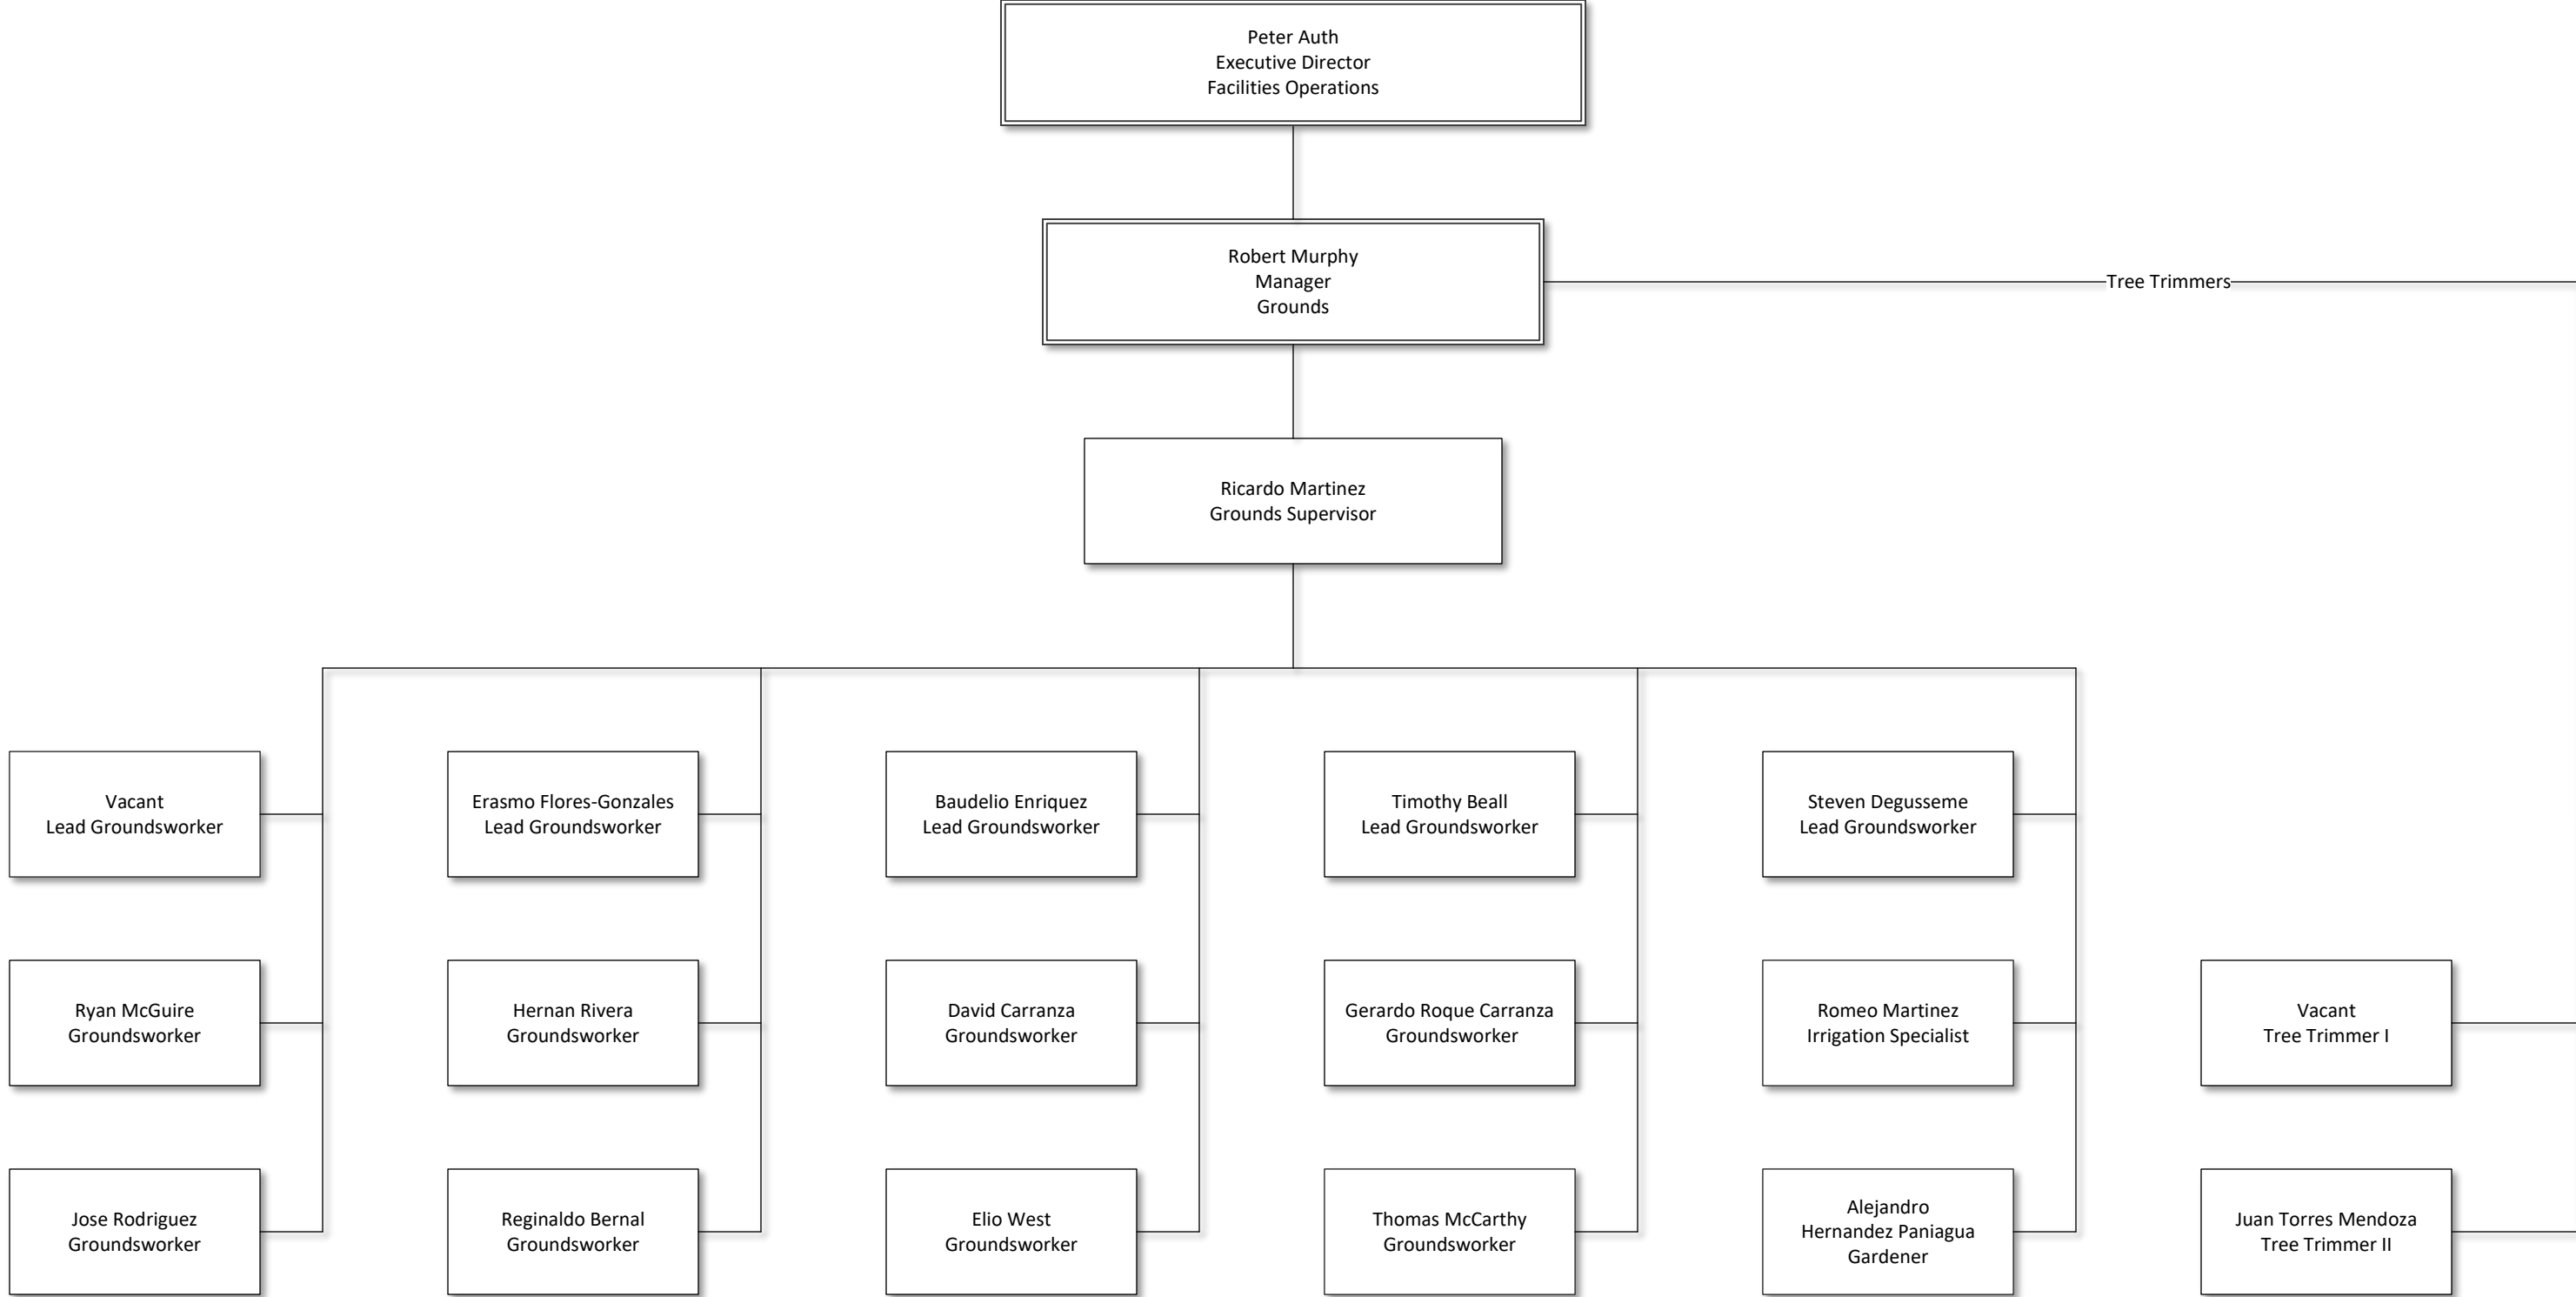 Peter Auth
Executive Director
Facilities Operations
Robert Murphy
Manager
Grounds
Tree Trimmers
Ricardo Martinez
Grounds Supervisor
Vacant
Lead Groundsworker
Erasmo Flores-Gonzales
Lead Groundsworker
Baudelio Enriquez
Lead Groundsworker
Timothy Beall
Lead Groundsworker
Steven Degusseme
Lead Groundsworker
Ryan McGuire
Groundsworker
Hernan Rivera
Groundsworker
David Carranza
Groundsworker
Gerardo Roque Carranza
Groundsworker
Romeo Martinez
Irrigation Specialist
Vacant
Tree Trimmer I
Jose Rodriguez
Groundsworker
Reginaldo Bernal
Groundsworker
Elio West
Groundsworker
Thomas McCarthy
Groundsworker
Alejandro
Hernandez Paniagua
Gardener
Juan Torres Mendoza
Tree Trimmer II